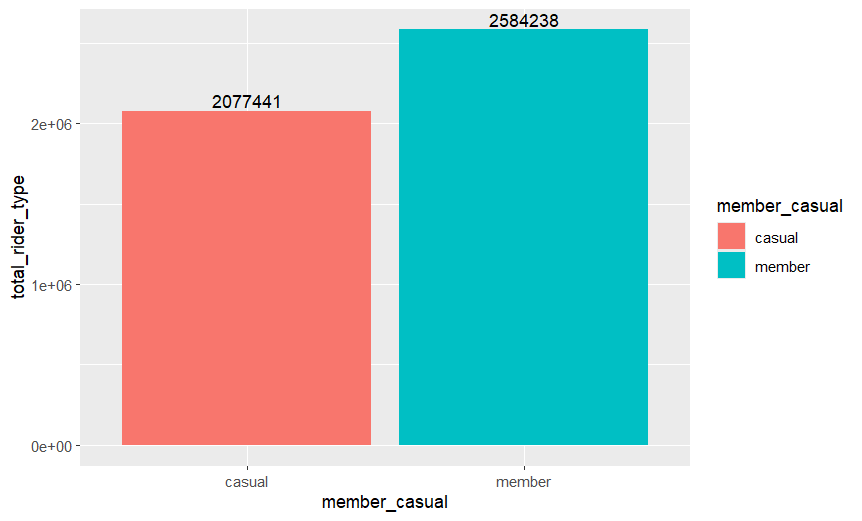 2584238
2077441
2e+06
1e+06
0e+00
total_rider_type
casual
member
member_casual
member_casual
casual
member